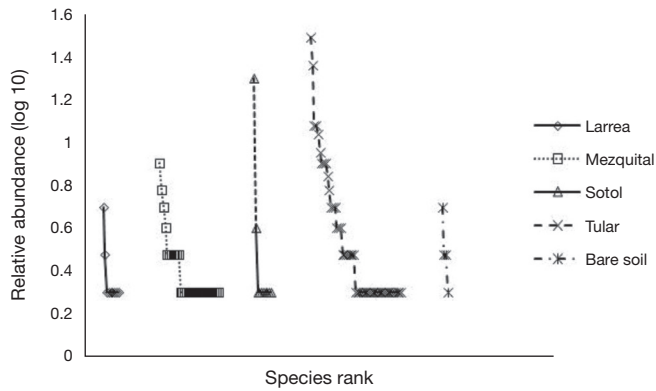 1.6
1.4
1.2
1
0.8
0.6
0.4
0.2
0
Relative abundance (log 10)
Species rank
Larrea
Mezquital
Sotol
Tular
Bare soil